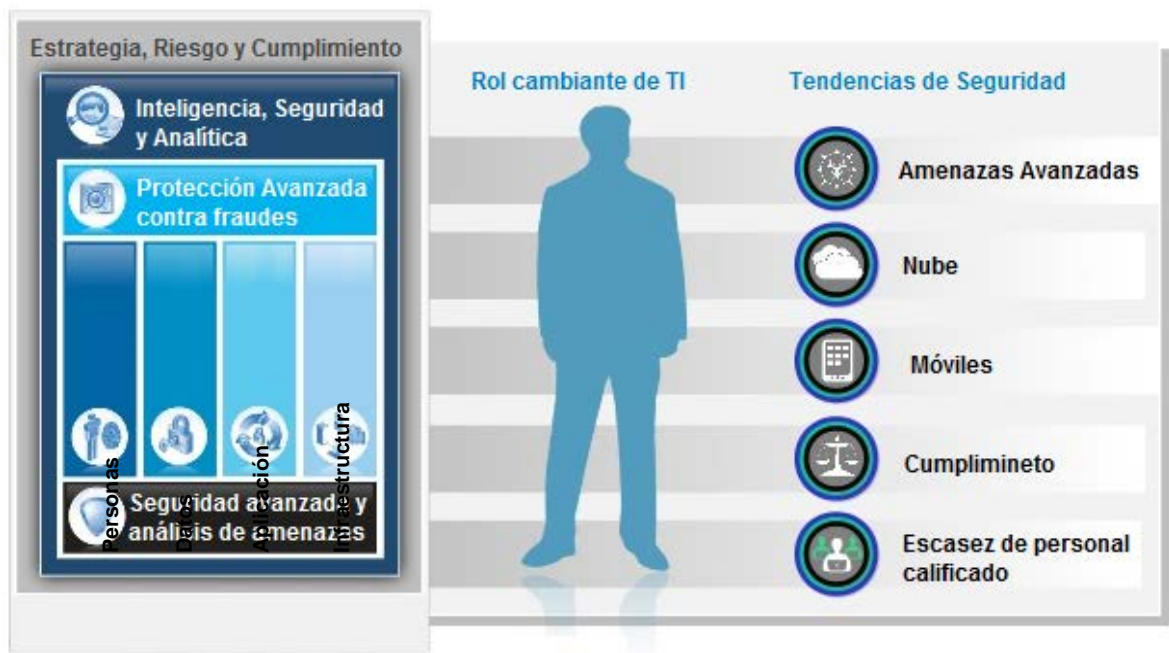 Estrategia, Riesgo y Cumplimiento
Inteligencia, Seguridad
y Analítica
Protección Avanzada
contra fraudes
Personas
Datos
Aplicación
Infraestructura
Seguridad avanzada y
análisis de amenazas
Rol cambiante de TI
Tendencias de Seguridad
Amenazas Avanzadas
Nube
Móviles
Cumplimineto
Escasez de personal
calificado